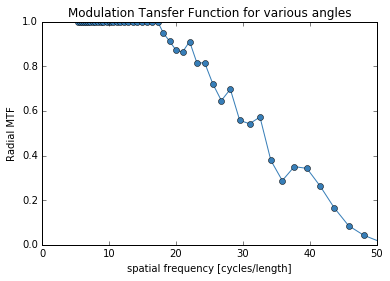 Modulation Tansfer Function for various angles
1.0
0.8
0.6
0.4
0.2
0.0
Radial MTF
0 10 20 30 40 50
spatial frequency [cycles/length]